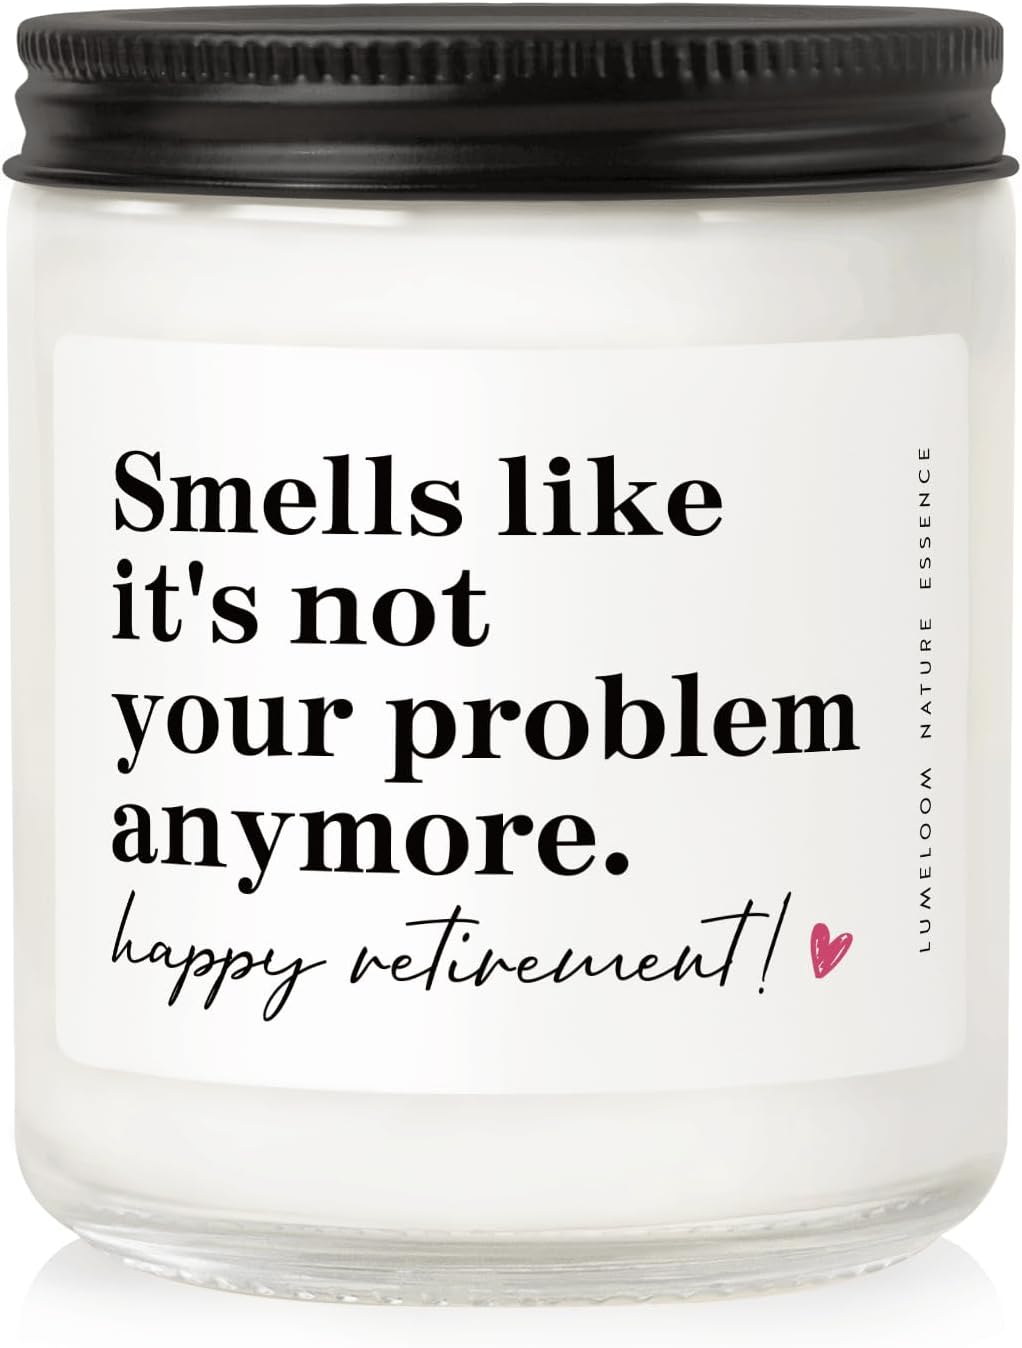 Smells like
it's not
your problem
anymore.
happy retirement!
LUMELOOM NATURE ESSENCE